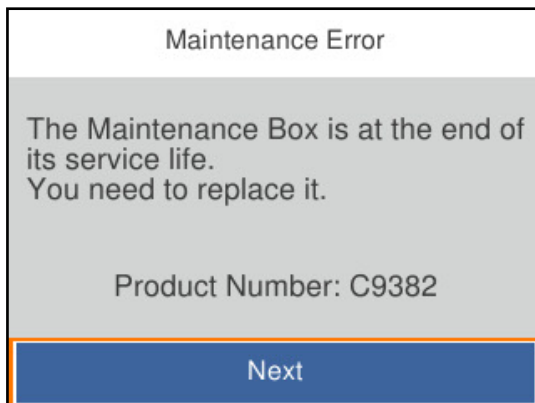 Maintenance Error
The Maintenance Box is at the end of
its service life.
You need to replace it.
Product Number: C9382
Next